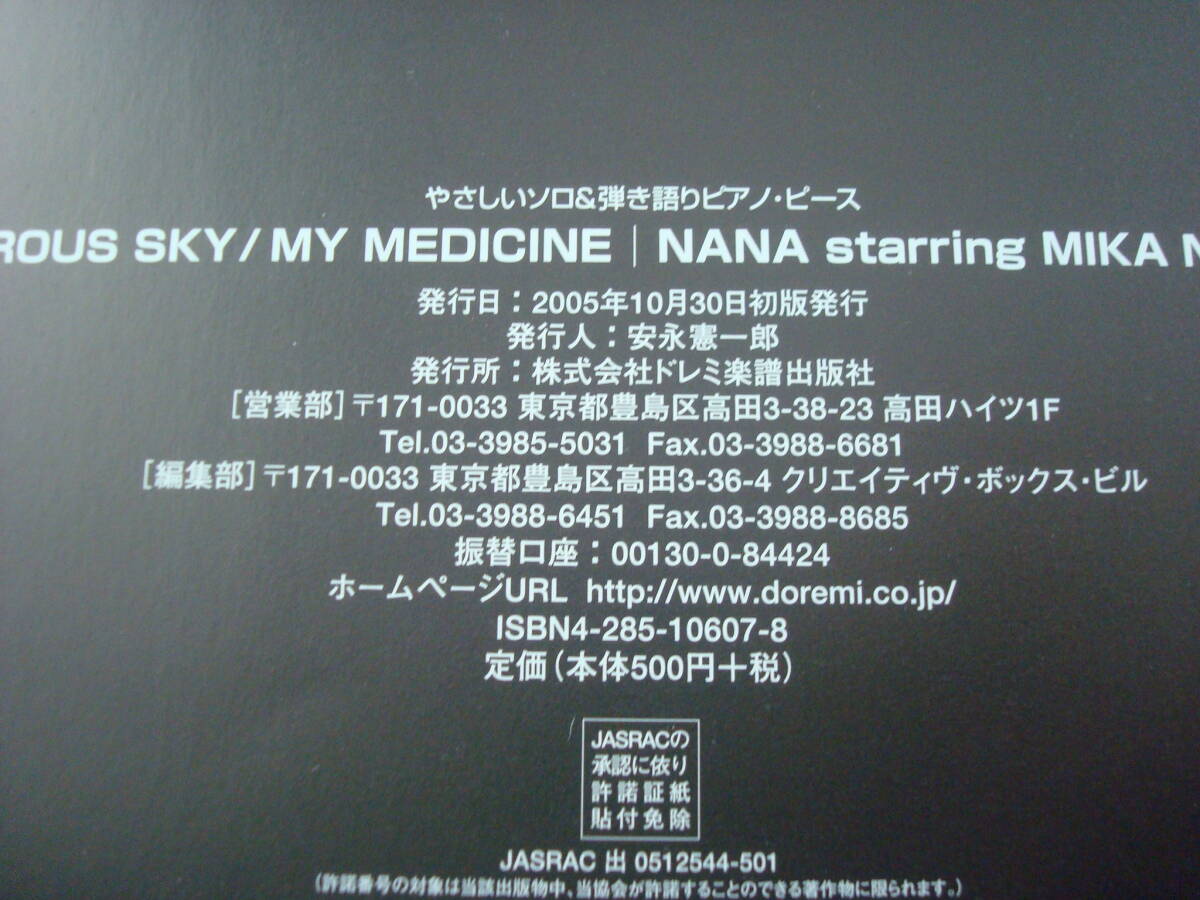 やさしいソロ&弾き語りピアノ・ピース
ROUS SKY/MY MEDICINE｜NANA starring MIKA N
発行日：2005年10月30日初版発行
発行人：安永憲一郎
発行所：株式会社ドレミ楽譜出版社
［営業部］〒171-0033 東京都豊島区高田3-38-23 高田ハイツ1F
Tel.03-3985-5031 Fax.03-3988-6681
［編集部］〒171-0033 東京都豊島区高田3-36-4 クリエイティヴ・ボックス・ビル
Tel.03-3988-6451 Fax.03-3988-8685
振替口座：00130-0-84424
ホームページURL http://www.doremi.co.jp/
ISBN4-285-10607-8
定価（本体500円＋税）
JASRACの
承認に依り
許諾証紙
貼付免除
JASRAC 出 0512544-501
（許諾番号の対象は当該出版物中、当協会が許諾することのできる著作物に限られます。）